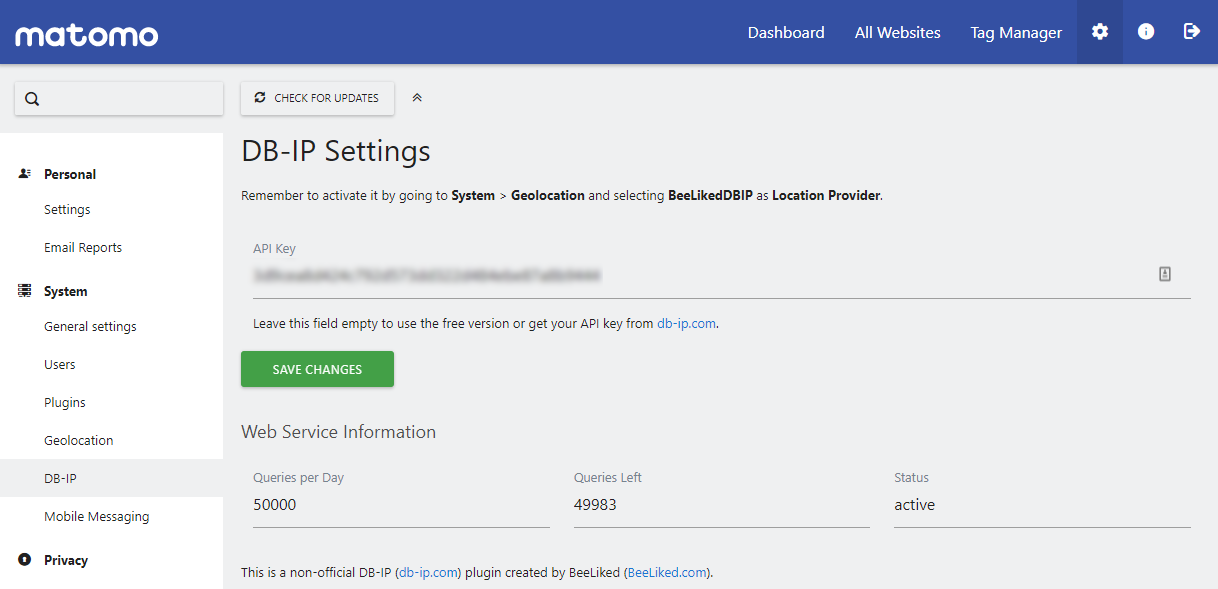 matomo
Dashboard
All Websites
Tag Manager
CHECK FOR UPDATES
Personal
Settings
Email Reports
System
General settings
Users
Plugins
Geolocation
DB-IP
Mobile Messaging
Privacy
DB-IP Settings
Remember to activate it by going to System > Geolocation and selecting BeeLikedDBIP as Location Provider.
API Key
Leave this field empty to use the free version or get your API key from db-ip.com.
SAVE CHANGES
Web Service Information
Queries per Day
50000
Queries Left
49983
Status
active
This is a non-official DB-IP (db-ip.com) plugin created by BeeLiked (BeeLiked.com).